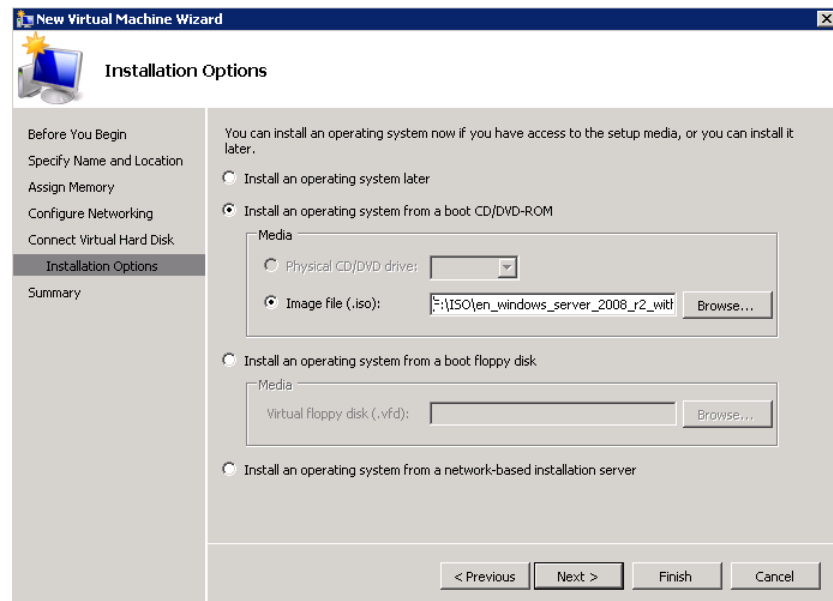 New Virtual Machine Wizard
Installation Options
Before You Begin
Specify Name and Location
Assign Memory
Configure Networking
Connect Virtual Hard Disk
Installation Options
Summary
You can install an operating system now if you have access to the setup media, or you can install it
later.
Install an operating system later
Install an operating system from a boot CD/DVD-ROM
Media
Physical CD/DVD drive:
Image file (.iso):
:\ISO\en_windows_server_2008_r2_with
Browse...
Install an operating system from a boot floppy disk
Media
Virtual floppy disk (.vfd):
Browse...
Install an operating system from a network-based installation server
< Previous
Next >
Finish
Cancel